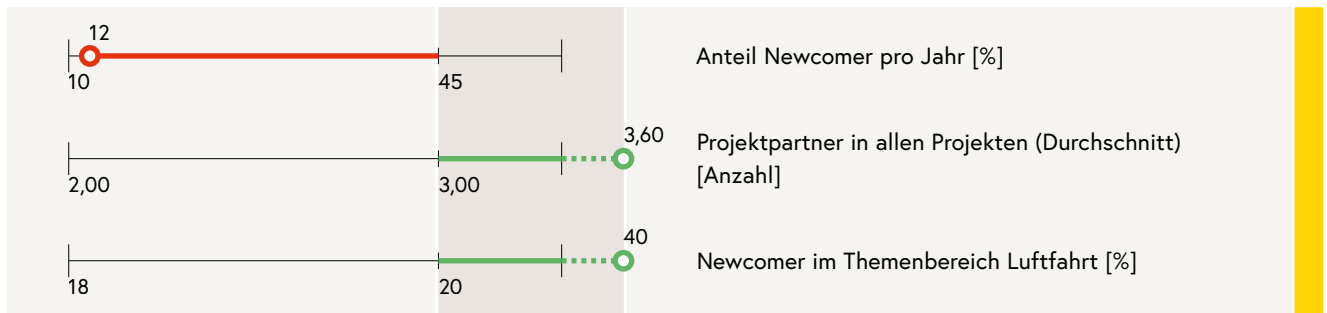 12
10
45
Anteil Newcomer pro Jahr [%]
3,60
2,00
3,00
Projektpartner in allen Projekten (Durchschnitt)
[Anzahl]
40
18
20
Newcomer im Themenbereich Luftfahrt [%]